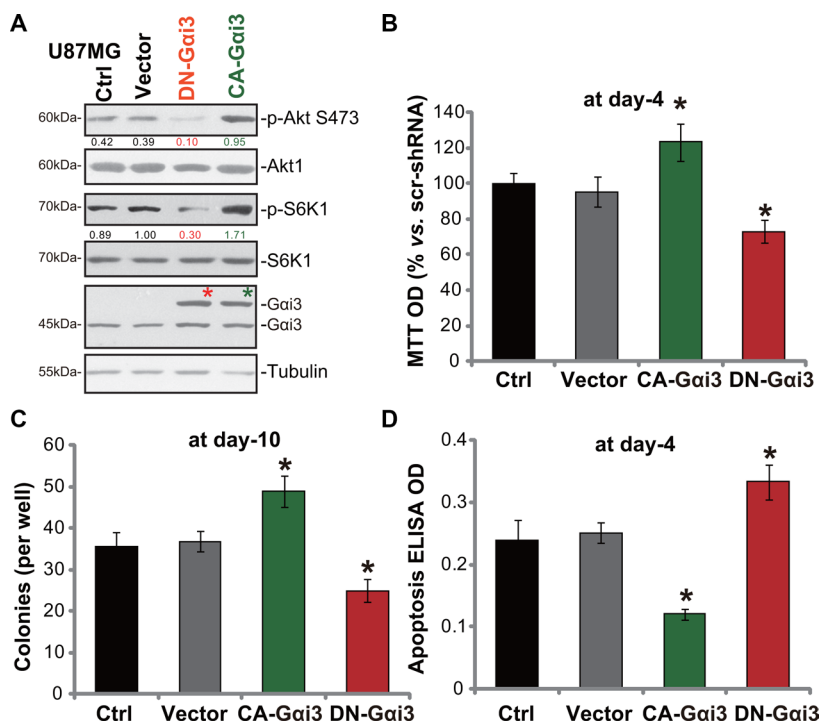 A
U87MG
Ctrl
Vector
DN-Gαi3
CA-Gαi3
60kDa- -p-Akt S473
0.42 0.39 0.10 0.95
60kDa- -Akt1
70kDa- -p-S6K1
0.89 1.00 0.30 1.71
70kDa- -S6K1
* *
-Gαi3
45kDa- -Gαi3
55kDa- -Tubulin
B
at day-4
MTT OD (% vs. scr-shRNA)
140
120
100
80
60
40
20
0
* *
Ctrl Vector CA-Gαi3 DN-Gαi3
C
at day-10
Colonies (per well)
60
50
40
30
20
10
0
* *
Ctrl Vector CA-Gαi3 DN-Gαi3
D
at day-4
Apoptosis ELISA OD
0.4
0.3
0.2
0.1
0
* *
Ctrl Vector CA-Gαi3 DN-Gαi3